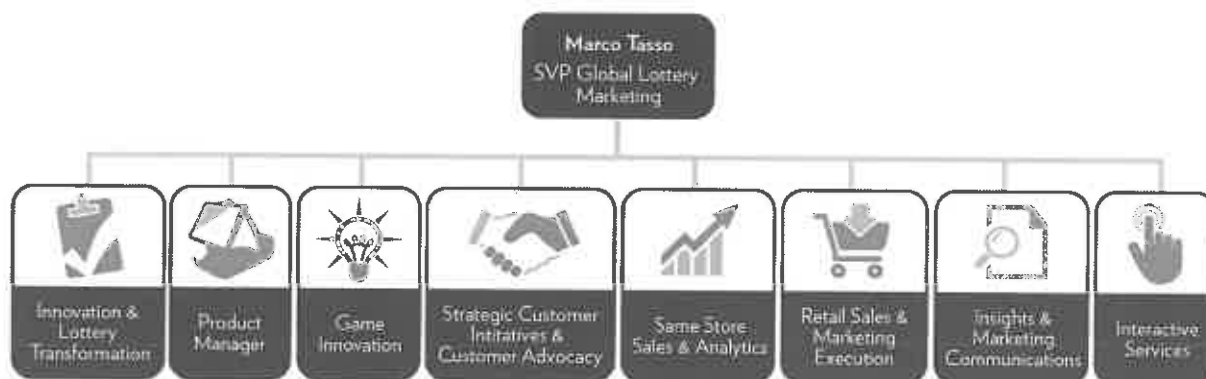 Marco Tasso
SVP Global Lottery
Marketing
Innovation &
Lottery
Transformation
Product
Manager
Game
Innovation
Strategic Customer
Intitatives &
Customer Advocacy
Same Store
Sales & Analytics
Retail Sales &
Marketing
Execution
Insights &
Marketing
Communications
Interactive
Services